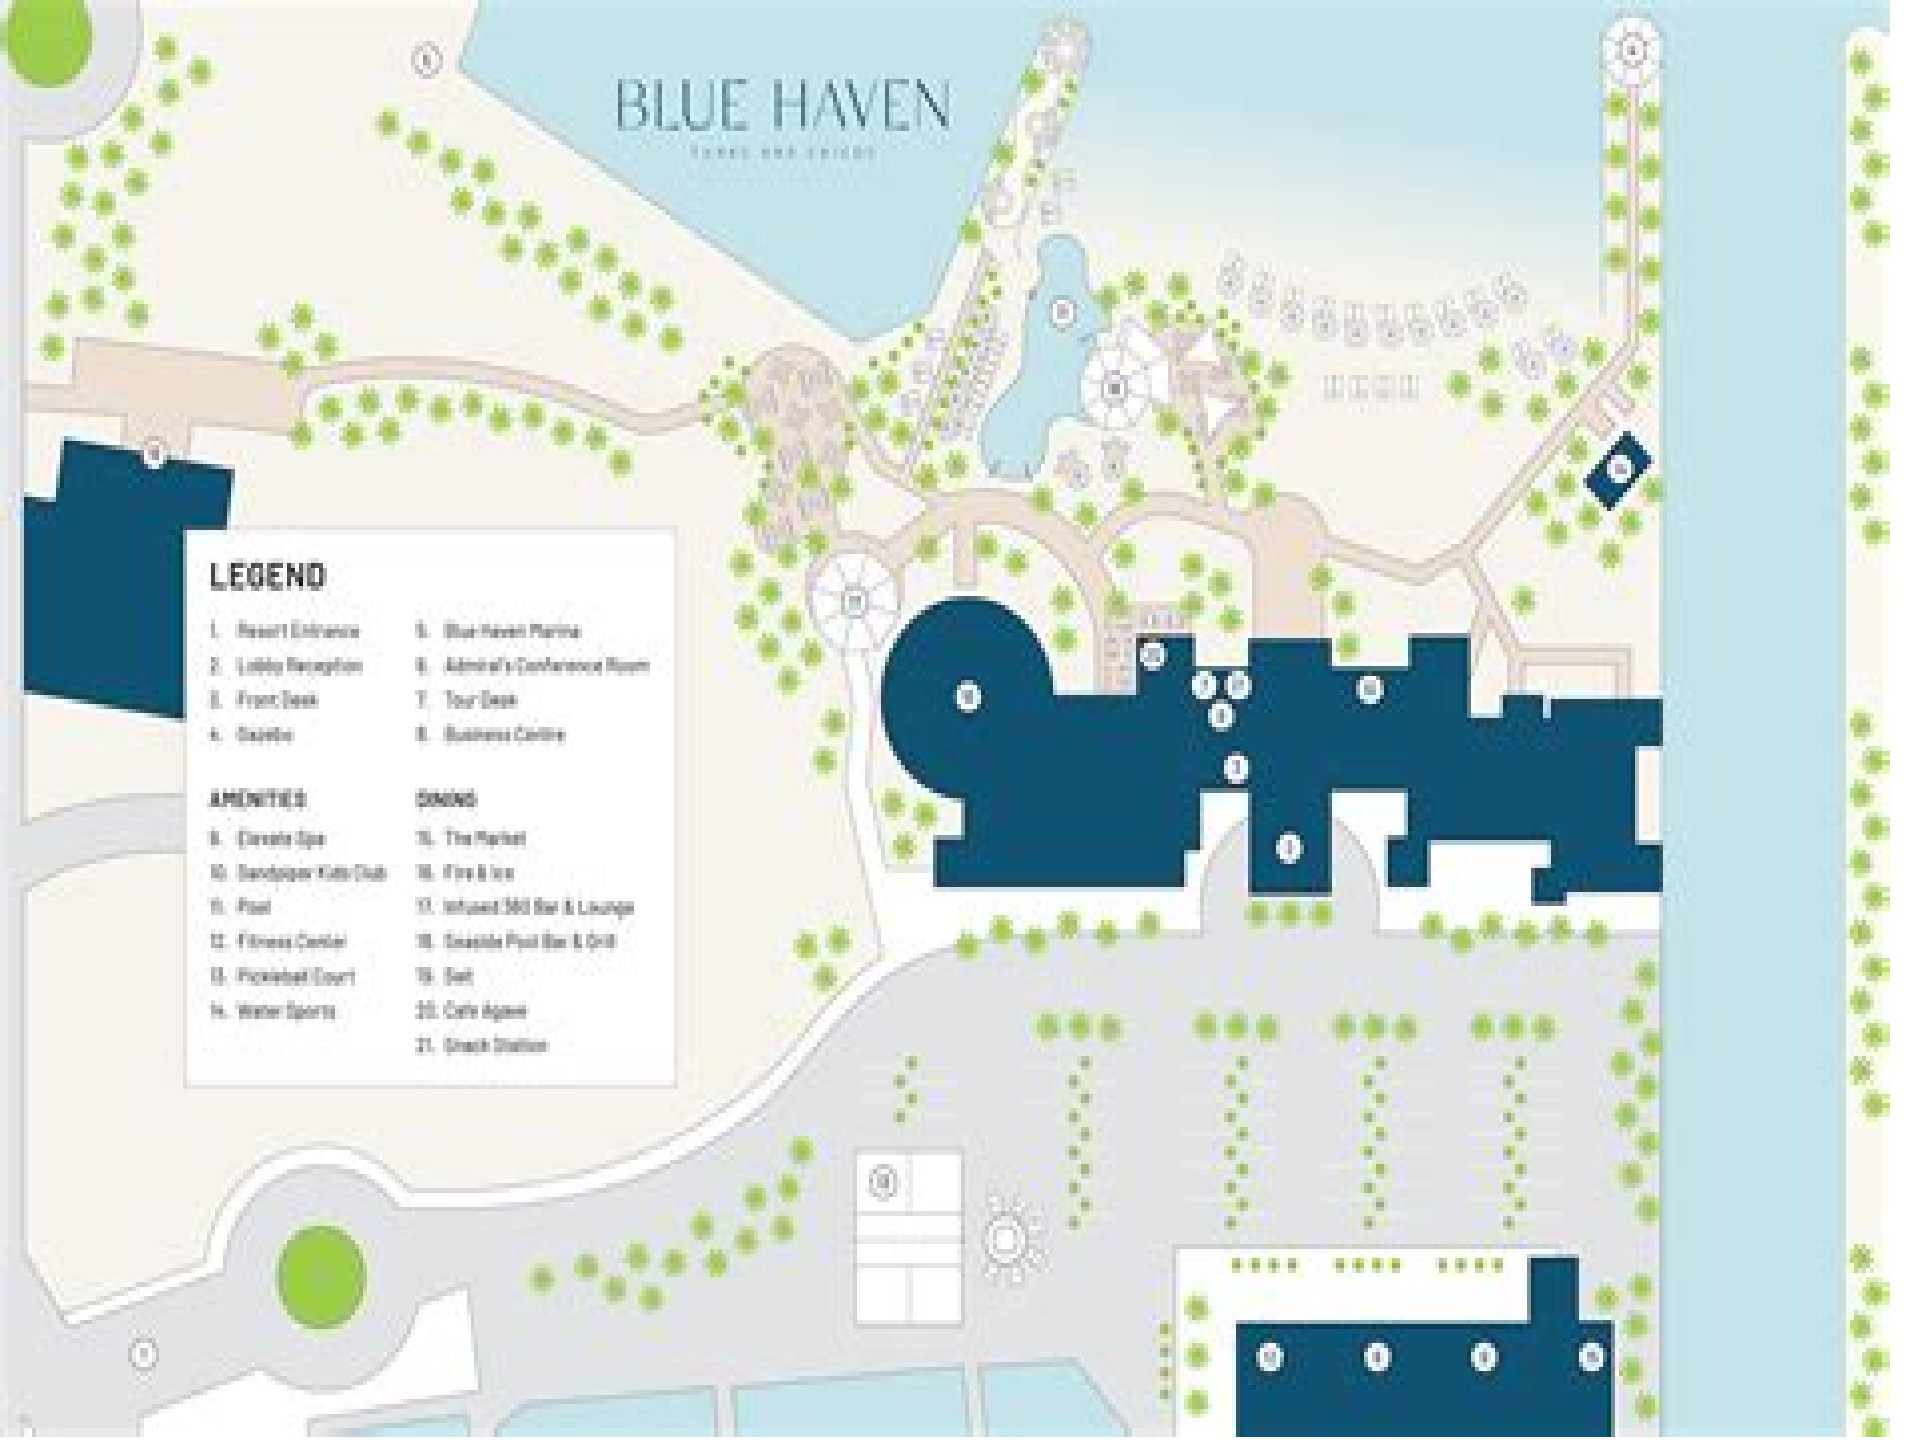 BLUE HAVEN
TURKS AND CAICOS
LEGEND
1. Resort Entrance
2. Lobby Reception
3. Front Desk
4. Gazebo
5. Blue Haven Marina
6. Admiral's Conference Room
7. Tour Desk
8. Business Centre
AMENITIES
9. Elevate Spa
10. Sandpiper Kids Club
11. Pool
12. Fitness Center
13. Pickleball Court
14. Water Sports
DINING
15. The Market
16. Fire & Ice
17. Infused 360 Bar & Lounge
18. Seaside Pool Bar & Grill
19. Salt
20. Cafe Agave
21. Snack Station